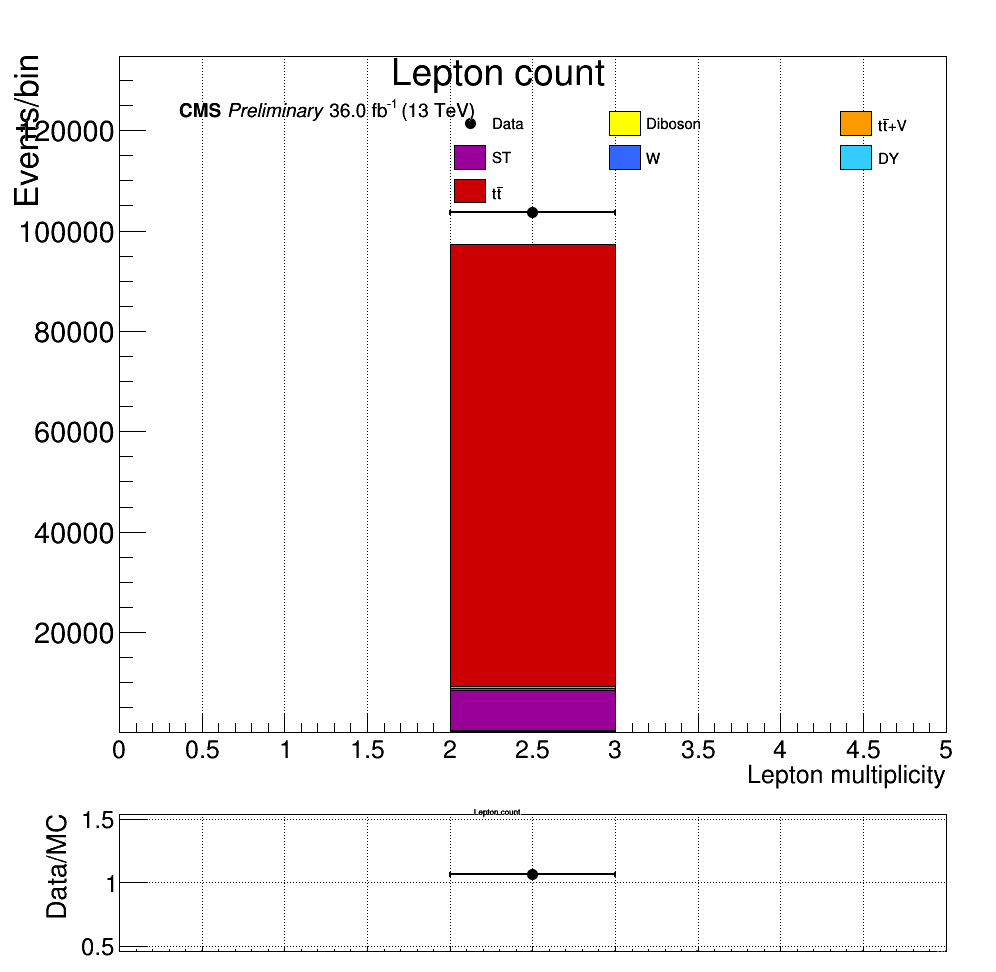 Lepton count
Events/bin
CMS Preliminary 36.0 fb⁻¹ (13 TeV)
Data
Diboson
tt̄+V
ST
W
DY
tt̄
120000
100000
80000
60000
40000
20000
0 0.5 1 1.5 2 2.5 3 3.5 4 4.5 5
Lepton multiplicity
Lepton count
Data/MC
1.5
1
0.5